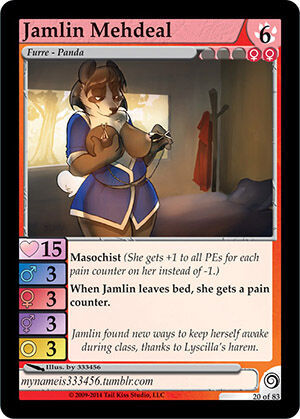 Jamlin Mehdeal
6
Furre - Panda
15
Masochist (She gets +1 to all PEs for each
pain counter on her instead of -1.)
3
3
When Jamlin leaves bed, she gets a pain
counter.
3
3
Jamlin found new ways to keep herself awake
during class, thanks to Lyscilla's harem.
Illus. by 333456
mynameis333456.tumblr.com
© 2009-2014 Tail Kiss Studio, LLC
20 of 83